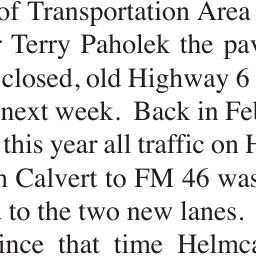 of Transportation Area
Terry Paholek the pav
closed, old Highway 6
next week. Back in Feb
this year all traffic on H
Calvert to FM 46 was
to the two new lanes.
ince that time Helmca